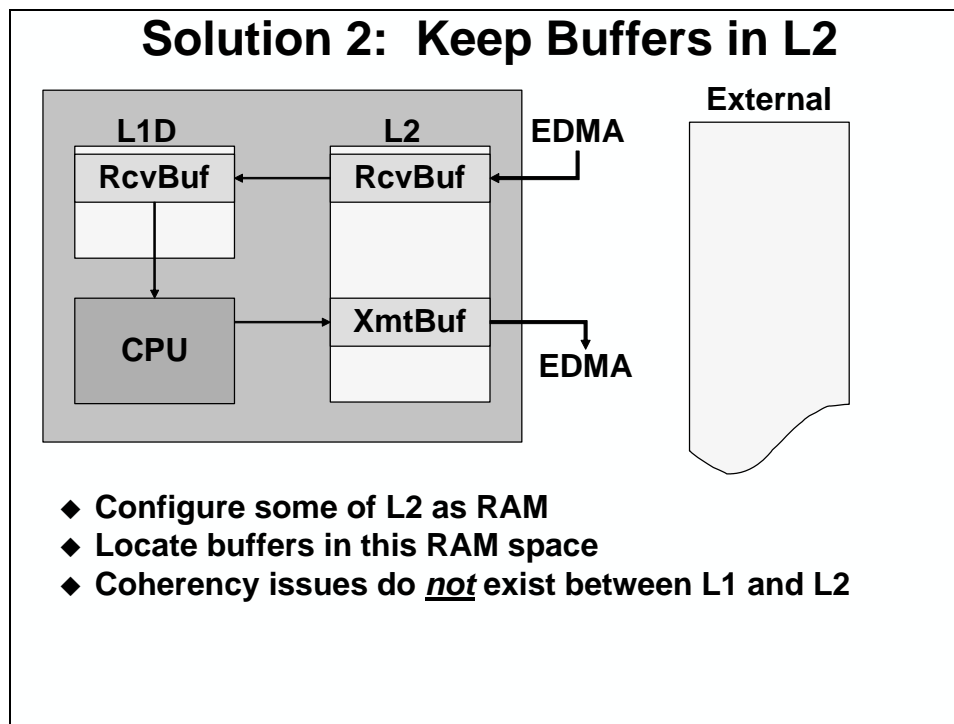 Solution 2: Keep Buffers in L2
External
L1D
L2
EDMA
RcvBuf
RcvBuf
XmtBuf
CPU
EDMA
◆ Configure some of L2 as RAM
◆ Locate buffers in this RAM space
◆ Coherency issues do not exist between L1 and L2